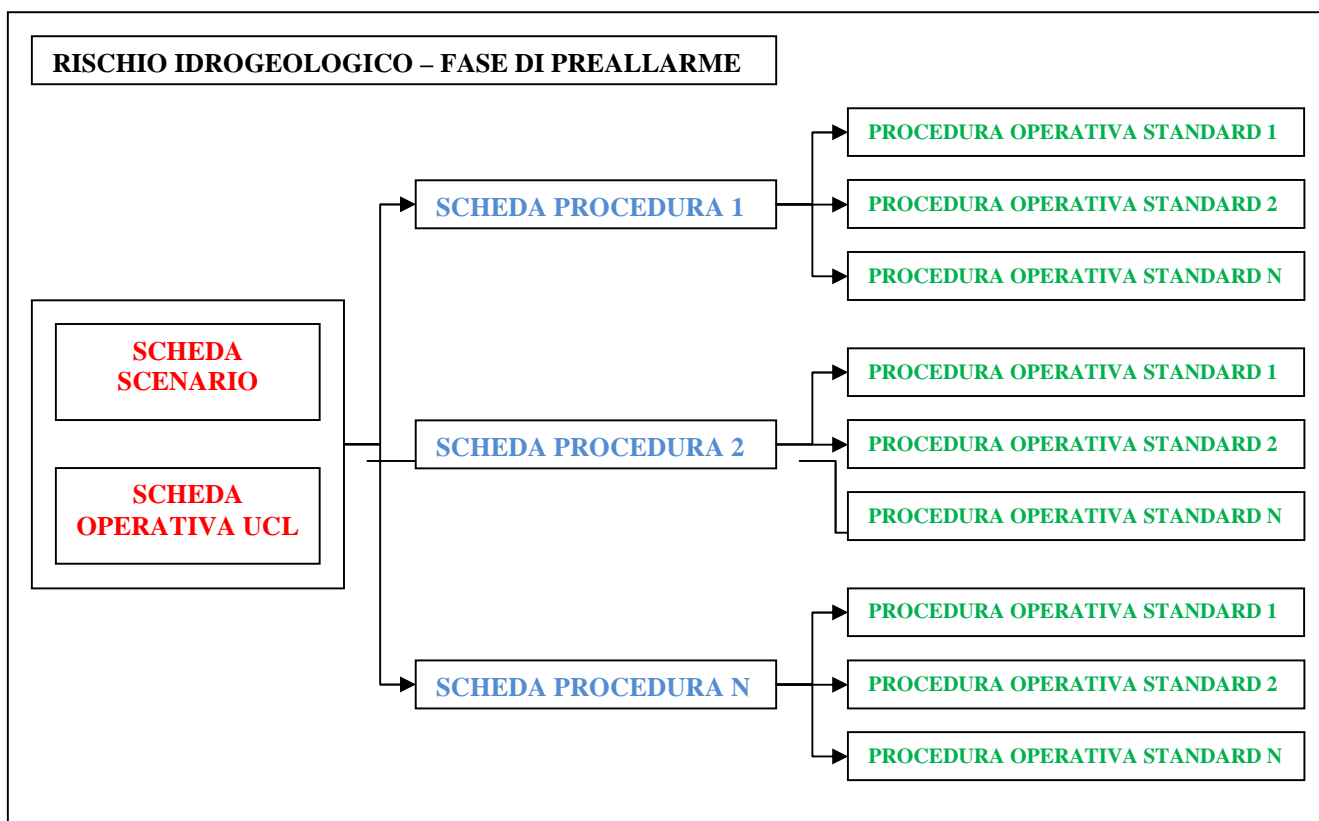 RISCHIO IDROGEOLOGICO – FASE DI PREALLARME
SCHEDA
SCENARIO
SCHEDA
OPERATIVA UCL
SCHEDA PROCEDURA 1
PROCEDURA OPERATIVA STANDARD 1
PROCEDURA OPERATIVA STANDARD 2
PROCEDURA OPERATIVA STANDARD N
SCHEDA PROCEDURA 2
PROCEDURA OPERATIVA STANDARD 1
PROCEDURA OPERATIVA STANDARD 2
PROCEDURA OPERATIVA STANDARD N
SCHEDA PROCEDURA N
PROCEDURA OPERATIVA STANDARD 1
PROCEDURA OPERATIVA STANDARD 2
PROCEDURA OPERATIVA STANDARD N